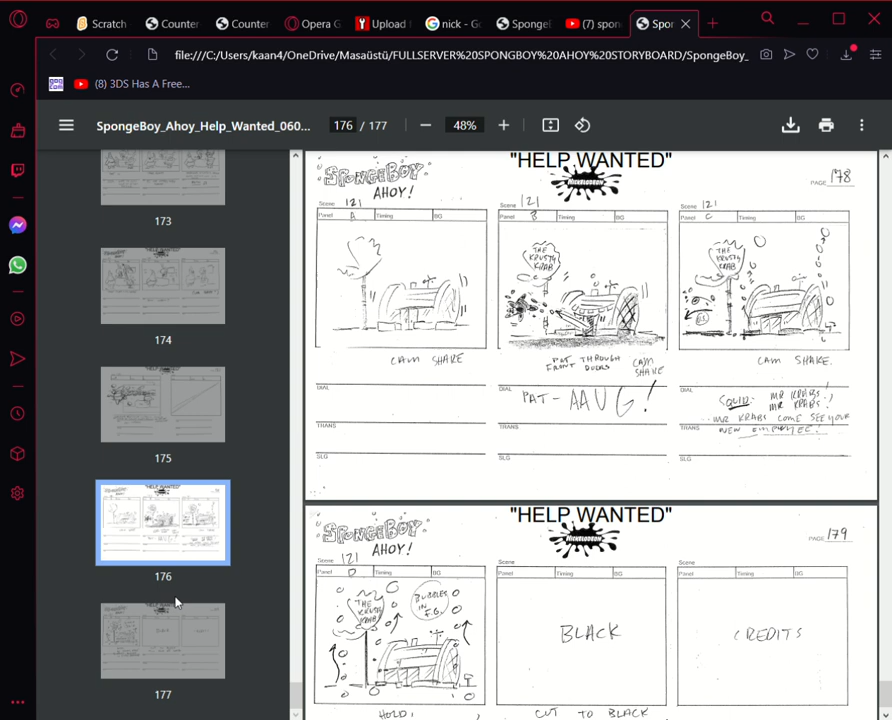 Scratch
Counter
Counter
Opera G
Upload
nick - Go
SpongeB
(7) spon
Spor
file:///C:/Users/kaan4/OneDrive/Masaüstü/FULLSERVER%20SPONGBOY%20AHOY%20STORYBOARD/SpongeBoy_
(8) 3DS Has A Free...
SpongeBoy_Ahoy_Help_Wanted_060...
176 / 177
48%
173
174
175
176
177
SPONGEBOY
AHOY!
"HELP WANTED"
NICKELODEON
PAGE 178
Scene 121
Panel A Timing BG
Scene 121
Panel B Timing BG
Scene 121
Panel C Timing BG
THE KRUSTY KRAB
THE KRUSTY KRAB
CAM SHAKE
PAT THROUGH
FRONT DOORS
CAM SHAKE
CAM SHAKE.
DIAL
DIAL PAT- AAUG!
DIAL SQUID: MR KRABS!
MR KRABS!
MR KRABS COME SEE YOUR
NEW EMPLOYEE!
TRANS
TRANS
TRANS
SLG
SLG
SLG
SPONGEBOY
AHOY!
"HELP WANTED"
NICKELODEON
PAGE 179
Scene 121
Panel D Timing BG
Scene
Panel Timing BG
Scene
Panel Timing BG
THE KRUSTY KRAB
BUBBLES IN F.G.
BLACK
CREDITS
HOLD,
CUT TO BLACK